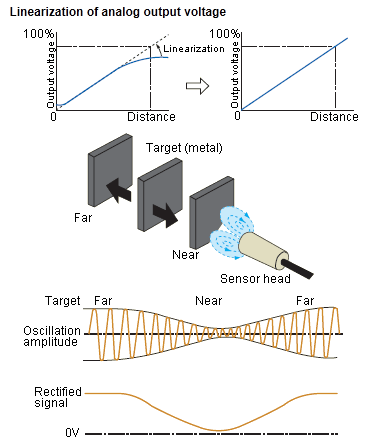 Linearization of analog output voltage
100%
Output voltage
0
Distance
Linearization
100%
Output voltage
0
Distance
Target (metal)
Far
Near
Sensor head
Target Far Near Far
Oscillation
amplitude
Rectified
signal
0V